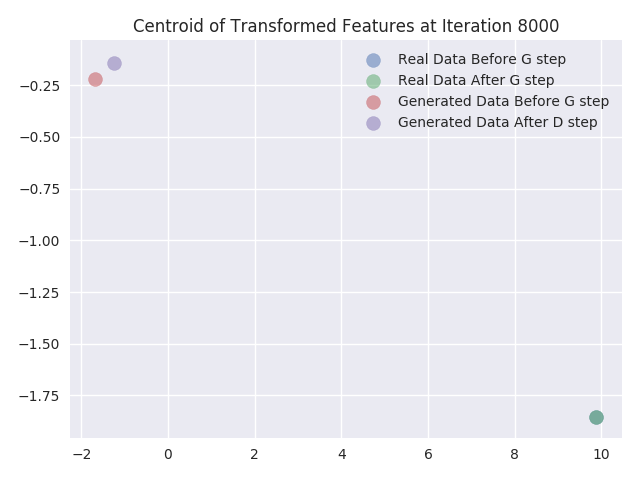 Centroid of Transformed Features at Iteration 8000
Real Data Before G step
Real Data After G step
Generated Data Before G step
Generated Data After D step
−0.25
−0.50
−0.75
−1.00
−1.25
−1.50
−1.75
−2 0 2 4 6 8 10